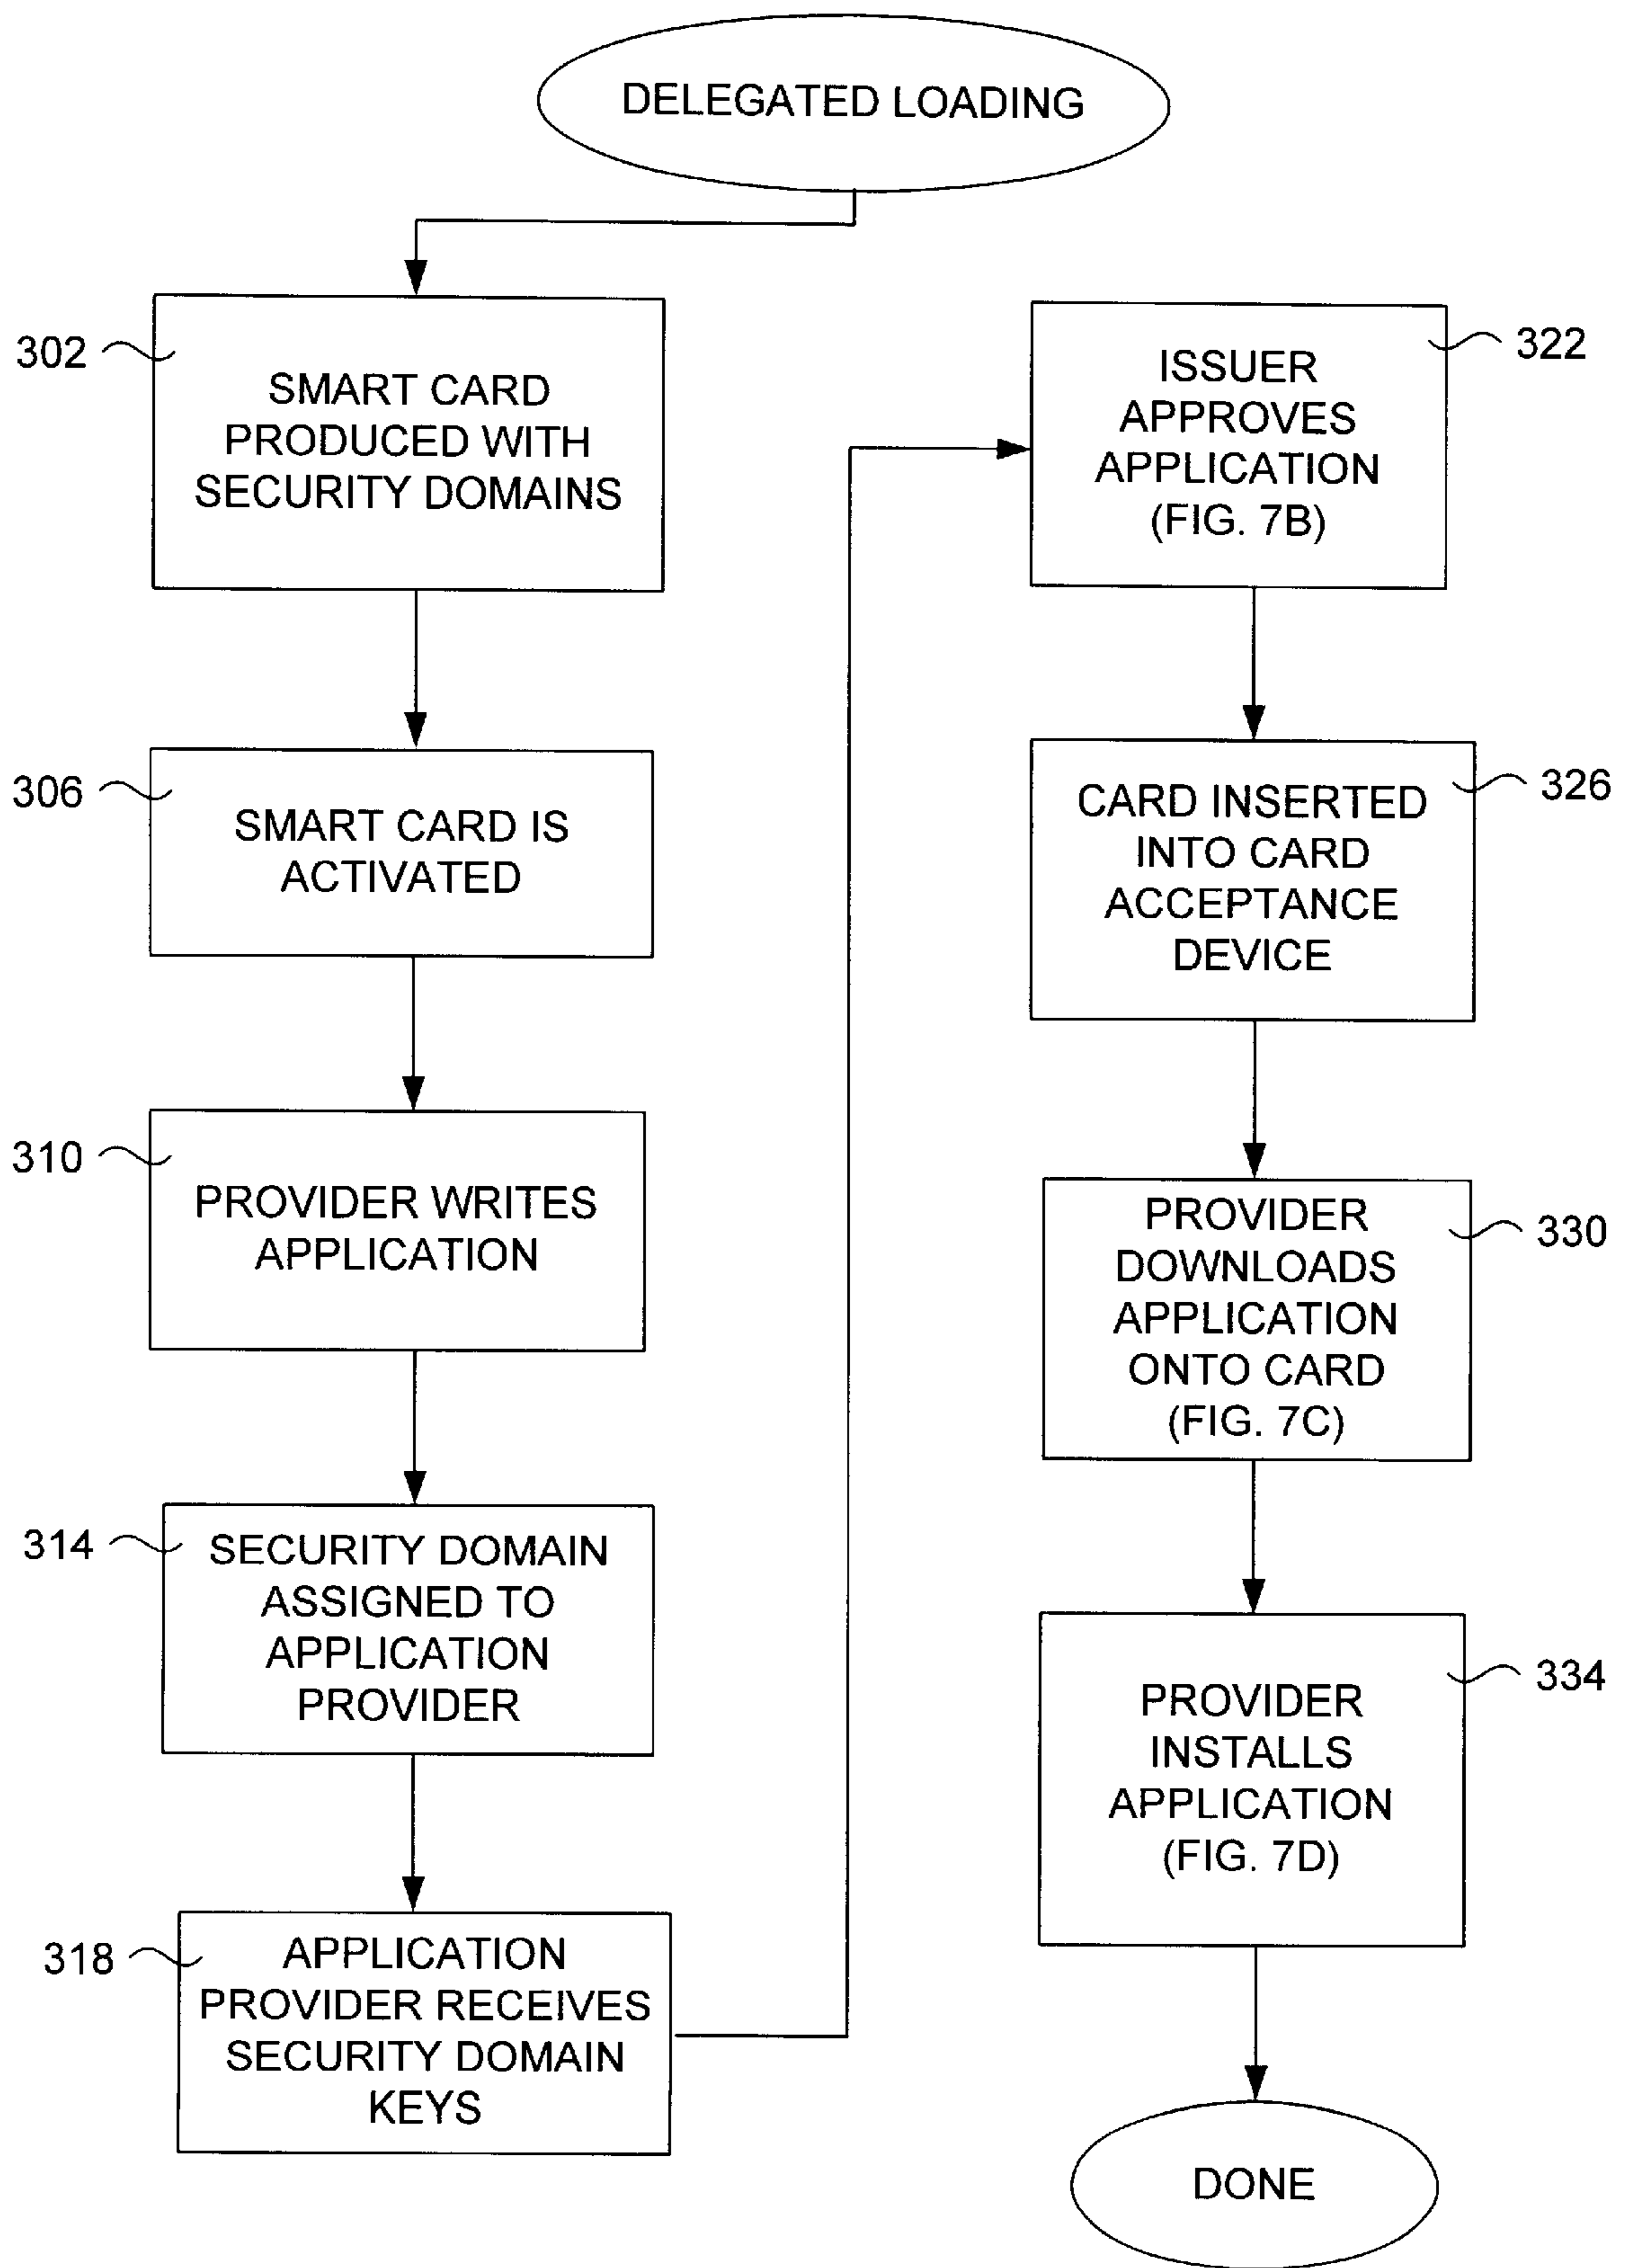 DELEGATED LOADING
302
SMART CARD
PRODUCED WITH
SECURITY DOMAINS
306
SMART CARD IS
ACTIVATED
310
PROVIDER WRITES
APPLICATION
314
SECURITY DOMAIN
ASSIGNED TO
APPLICATION
PROVIDER
318
APPLICATION
PROVIDER RECEIVES
SECURITY DOMAIN
KEYS
322
ISSUER
APPROVES
APPLICATION
(FIG. 7B)
326
CARD INSERTED
INTO CARD
ACCEPTANCE
DEVICE
330
PROVIDER
DOWNLOADS
APPLICATION
ONTO CARD
(FIG. 7C)
334
PROVIDER
INSTALLS
APPLICATION
(FIG. 7D)
DONE